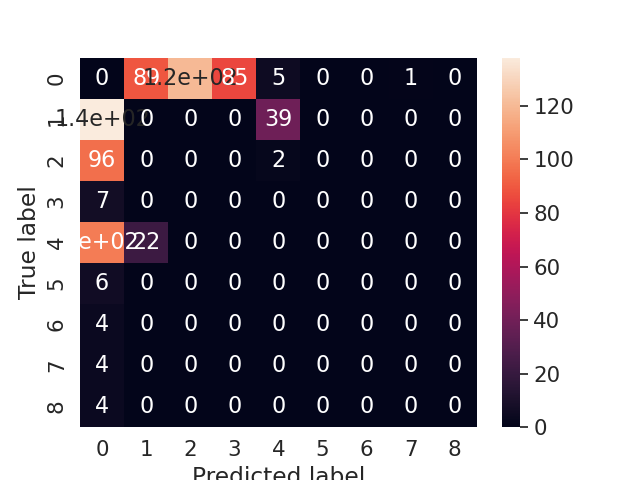 0 0 89 1.2e+02 85 5 0 0 1 0
1 1.4e+02 0 0 0 39 0 0 0 0
2 96 0 0 0 2 0 0 0 0
3 7 0 0 0 0 0 0 0 0
4 e+02 22 0 0 0 0 0 0 0
5 6 0 0 0 0 0 0 0 0
6 4 0 0 0 0 0 0 0 0
7 4 0 0 0 0 0 0 0 0
8 4 0 0 0 0 0 0 0 0
0 1 2 3 4 5 6 7 8
Predicted label
True label
120
100
80
60
40
20
0